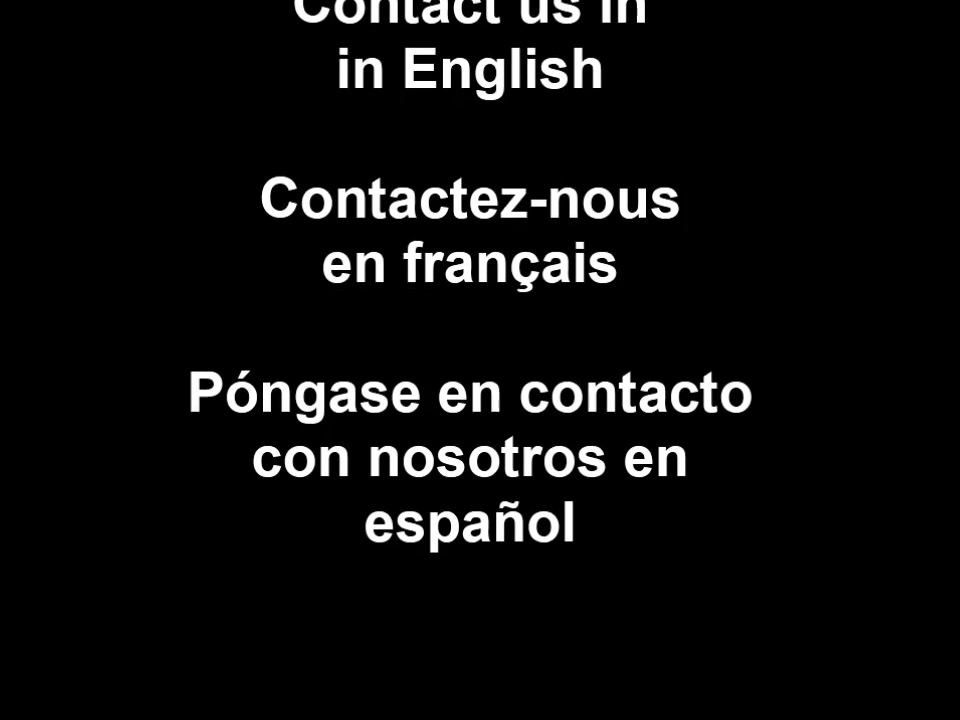 Contact us in
in English
Contactez-nous
en français
Póngase en contacto
con nosotros en
español